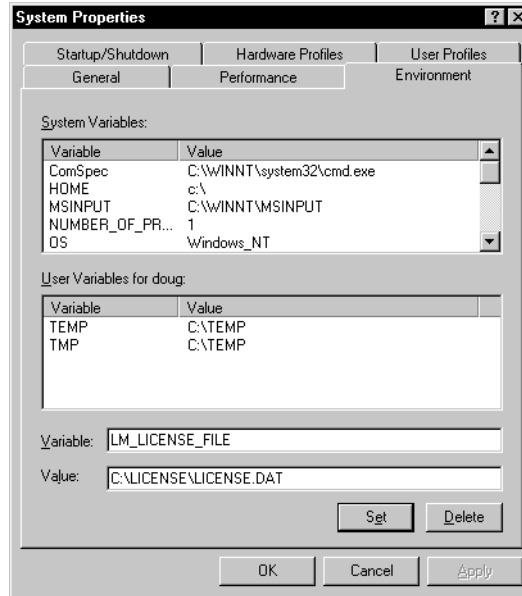 System Properties
Startup/Shutdown Hardware Profiles User Profiles
General Performance Environment
System Variables:
Variable Value
ComSpec C:\WINNT\system32\cmd.exe
HOME c:\
MSINPUT C:\WINNT\MSINPUT
NUMBER_OF_PR... 1
OS Windows_NT
User Variables for doug:
Variable Value
TEMP C:\TEMP
TMP C:\TEMP
Variable: LM_LICENSE_FILE
Value: C:\LICENSE\LICENSE.DAT
Set Delete
OK Cancel Apply